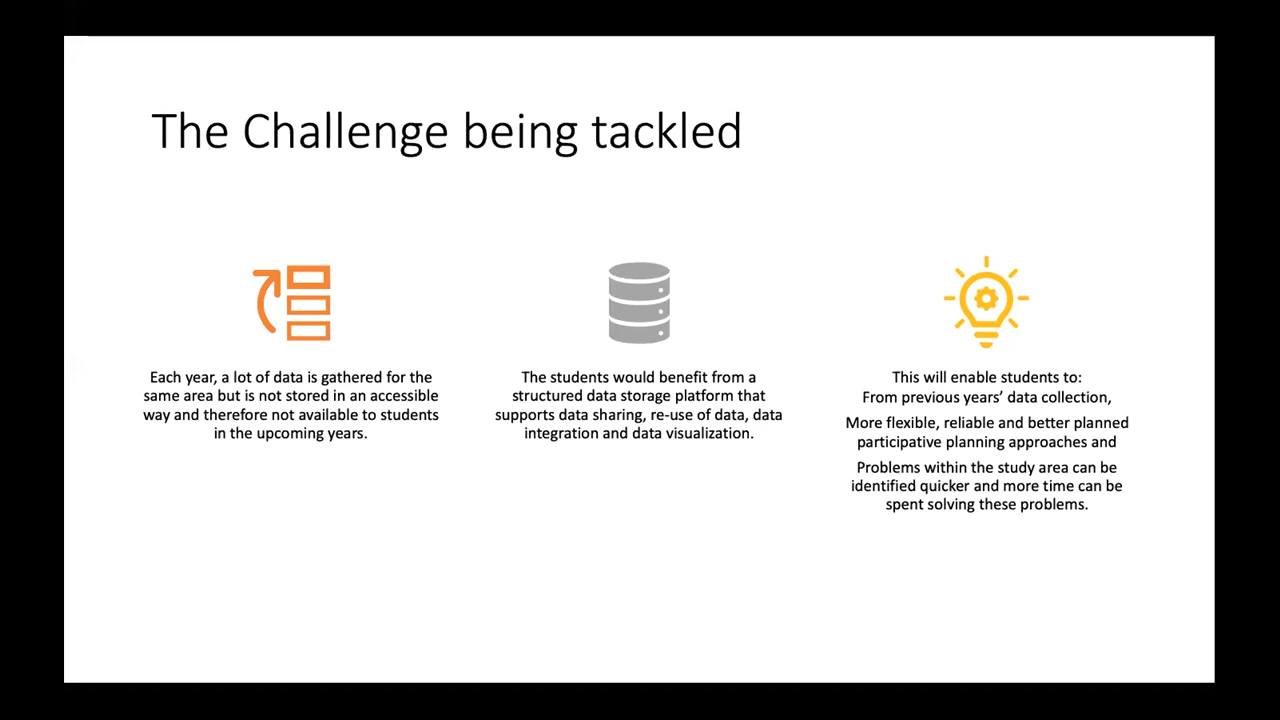 The Challenge being tackled
Each year, a lot of data is gathered for the
same area but is not stored in an accessible
way and therefore not available to students
in the upcoming years.
The students would benefit from a
structured data storage platform that
supports data sharing, re-use of data, data
integration and data visualization.
This will enable students to:
From previous years’ data collection,
More flexible, reliable and better planned
participative planning approaches and
Problems within the study area can be
identified quicker and more time can be
spent solving these problems.